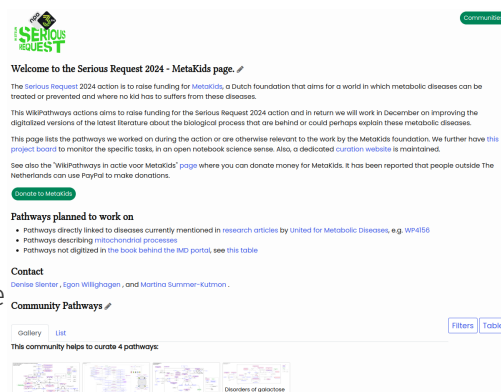 npo
SERIOUS
REQUEST
Communities
Welcome to the Serious Request 2024 - MetaKids page.
The Serious Request 2024 action is to raise funding for MetaKids, a Dutch foundation that aims for a world in which metabolic diseases can be
treated or prevented and where no kid has to suffers from these diseases.
This WikiPathways actions aims to raise funding for the Serious Request 2024 action and in return we will work in December on improving the
digitalized versions of the latest literature about the biological process that are behind or could perhaps explain these metabolic diseases.
This page lists the pathways we worked on during the action or are otherwise relevant to the work by the MetaKids foundation. We further have this
project board to monitor the specific tasks, in an open notebook science sense. Also, a dedicated curation website is maintained.
See also the "WikiPathways in actie voor MetaKids" page where you can donate money for MetaKids. It has been reported that people outside The
Netherlands can use PayPal to make donations.
Donate to MetaKids
Pathways planned to work on
• Pathways directly linked to diseases currently mentioned in research articles by United for Metabolic Diseases, e.g. WP4156
• Pathways describing mitochondrial processes
• Pathways not digitized in the book behind the IMD portal, see this table
Contact
Denise Slenter , Egon Willighagen , and Martina Summer-Kutmon .
Community Pathways
Filters
Table
Gallery
List
This community helps to curate 4 pathways:
Disorders of galactose